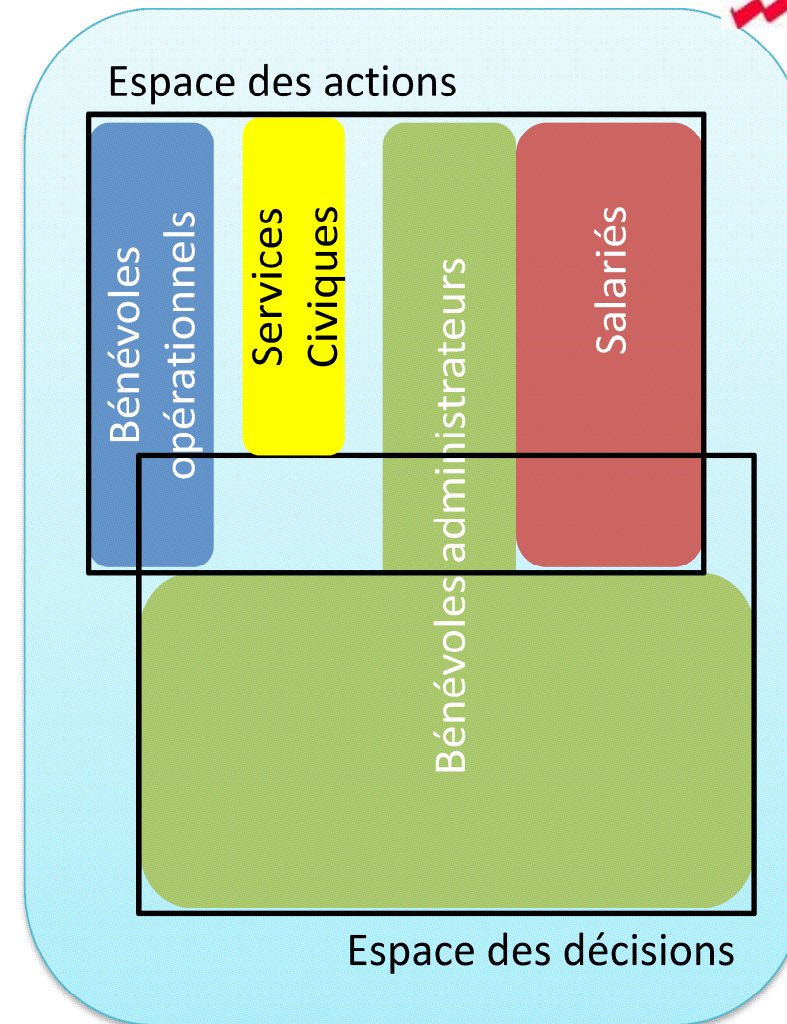 Espace des actions
Bénévoles
opérationnels
Services
Civiques
Bénévoles administrateurs
Salariés
Espace des décisions